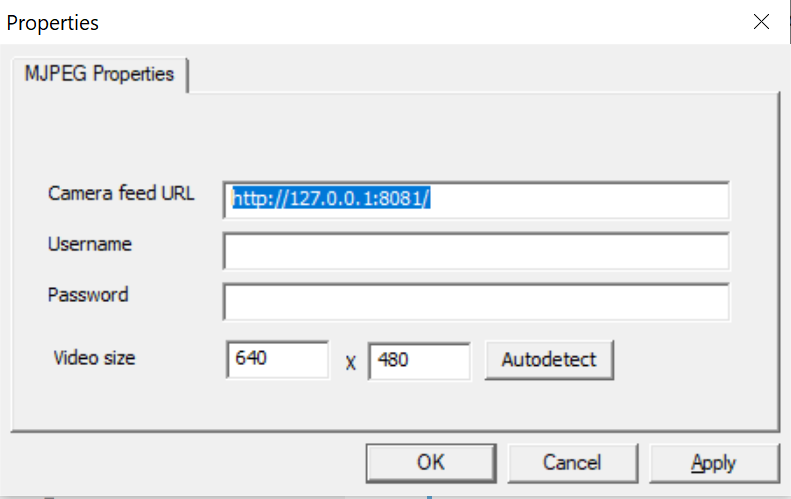 Properties
MJPEG Properties
Camera feed URL http://127.0.0.1:8081/
Username
Password
Video size 640 X 480 Autodetect
OK Cancel Apply